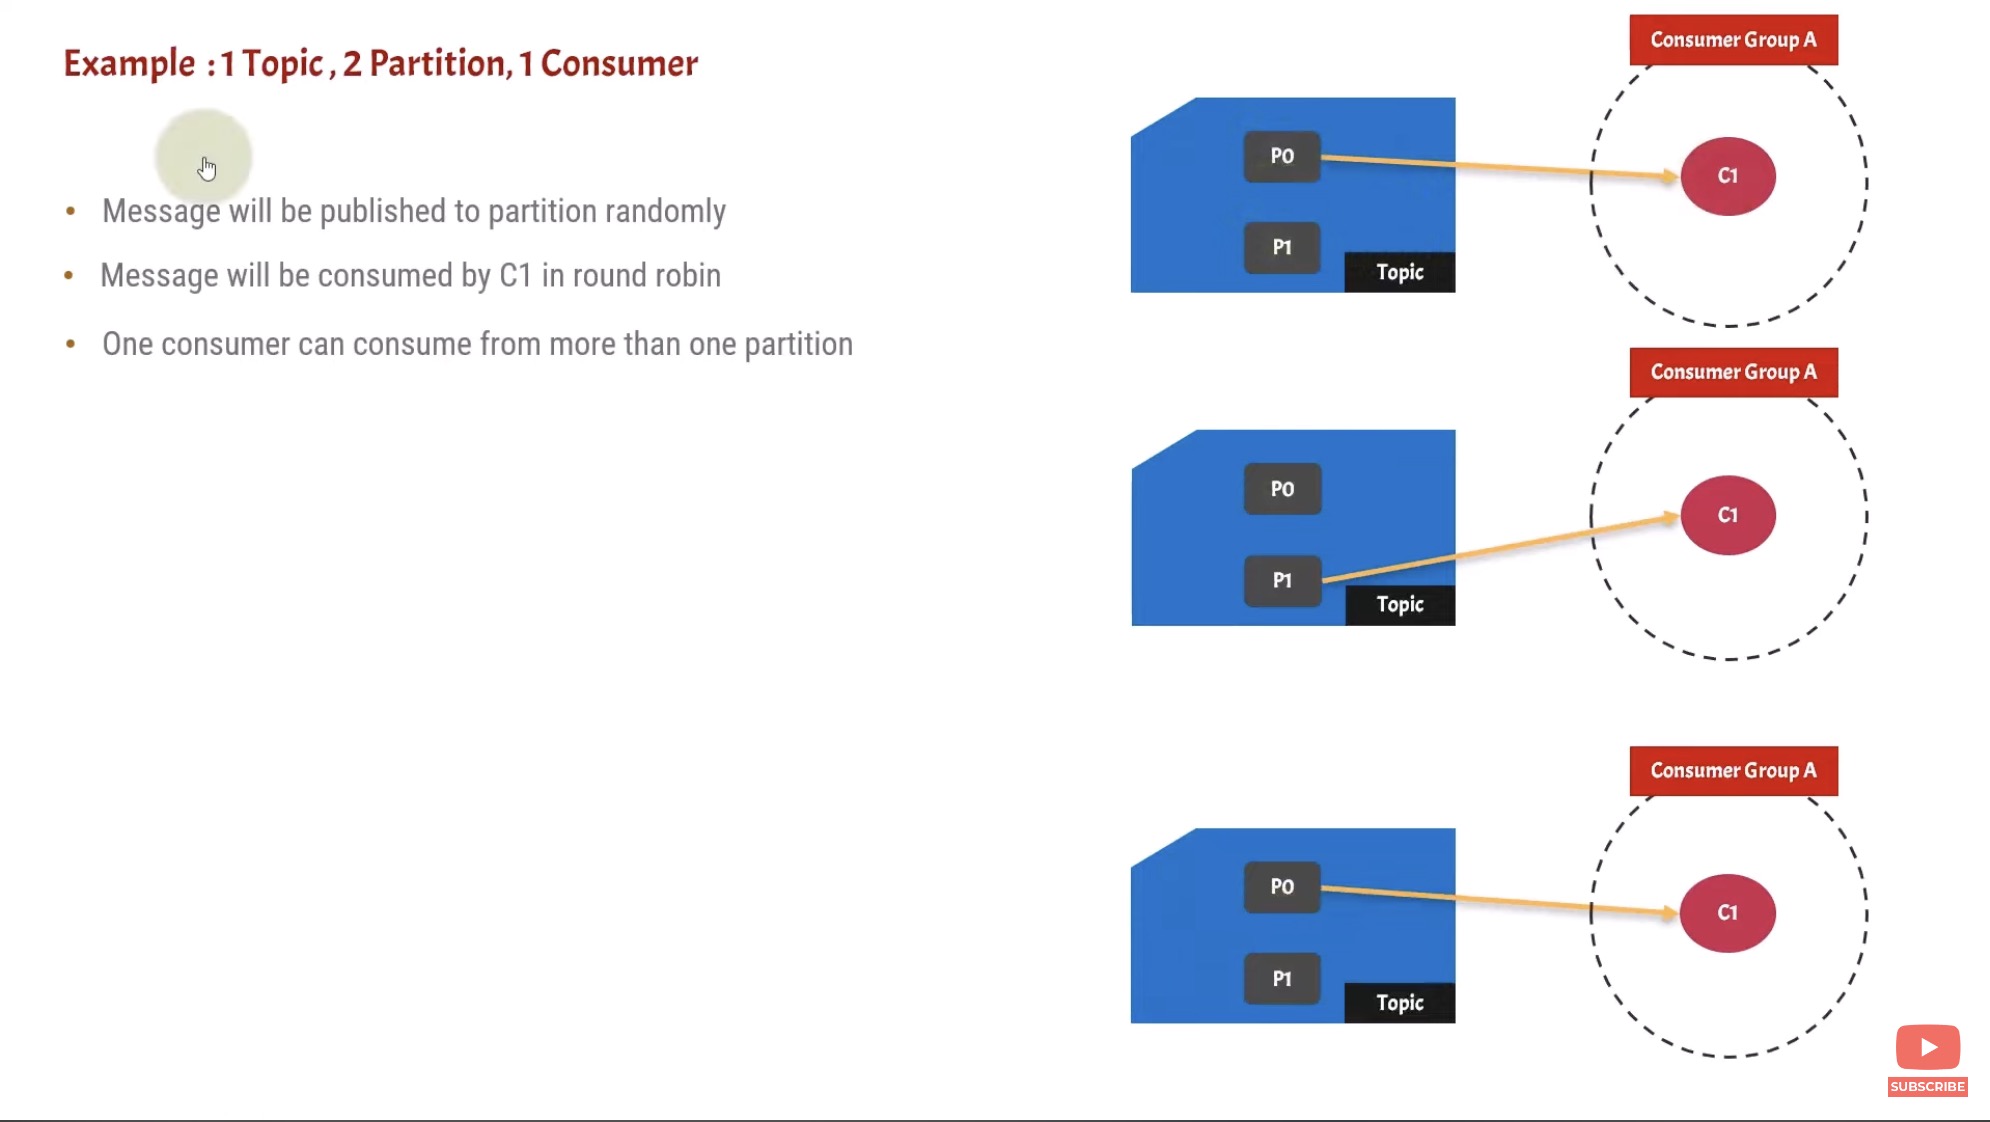 Example : 1 Topic , 2 Partition, 1 Consumer
• Message will be published to partition randomly
• Message will be consumed by C1 in round robin
• One consumer can consume from more than one partition
Consumer Group A
P0
C1
P1
Topic
Consumer Group A
P0
C1
P1
Topic
Consumer Group A
P0
C1
P1
Topic
SUBSCRIBE